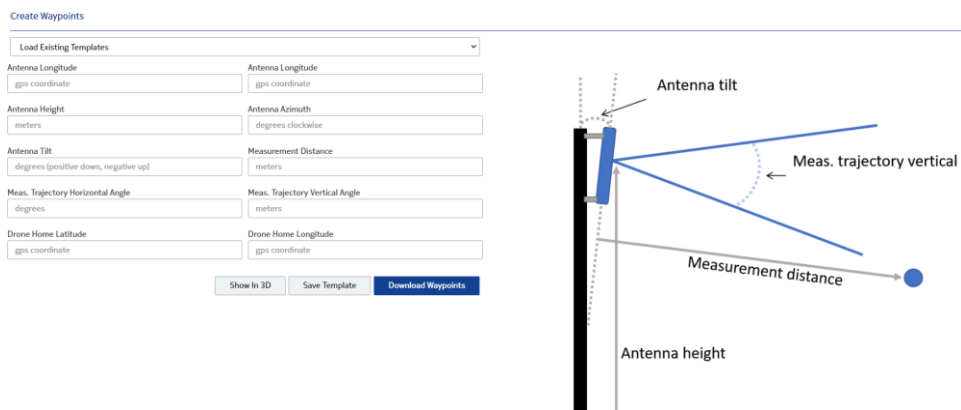 Create Waypoints
Load Existing Templates
Antenna Longitude
Antenna Longitude
gps coordinate
gps coordinate
Antenna Height
Antenna Azimuth
meters
degrees clockwise
Antenna Tilt
Measurement Distance
degrees (positive down, negative up)
meters
Meas. Trajectory Horizontal Angle
Meas. Trajectory Vertical Angle
degrees
meters
Drone Home Latitude
Drone Home Longitude
gps coordinate
gps coordinate
Show In 3D
Save Template
Download Waypoints
Antenna tilt
Meas. trajectory vertical
Measurement distance
Antenna height